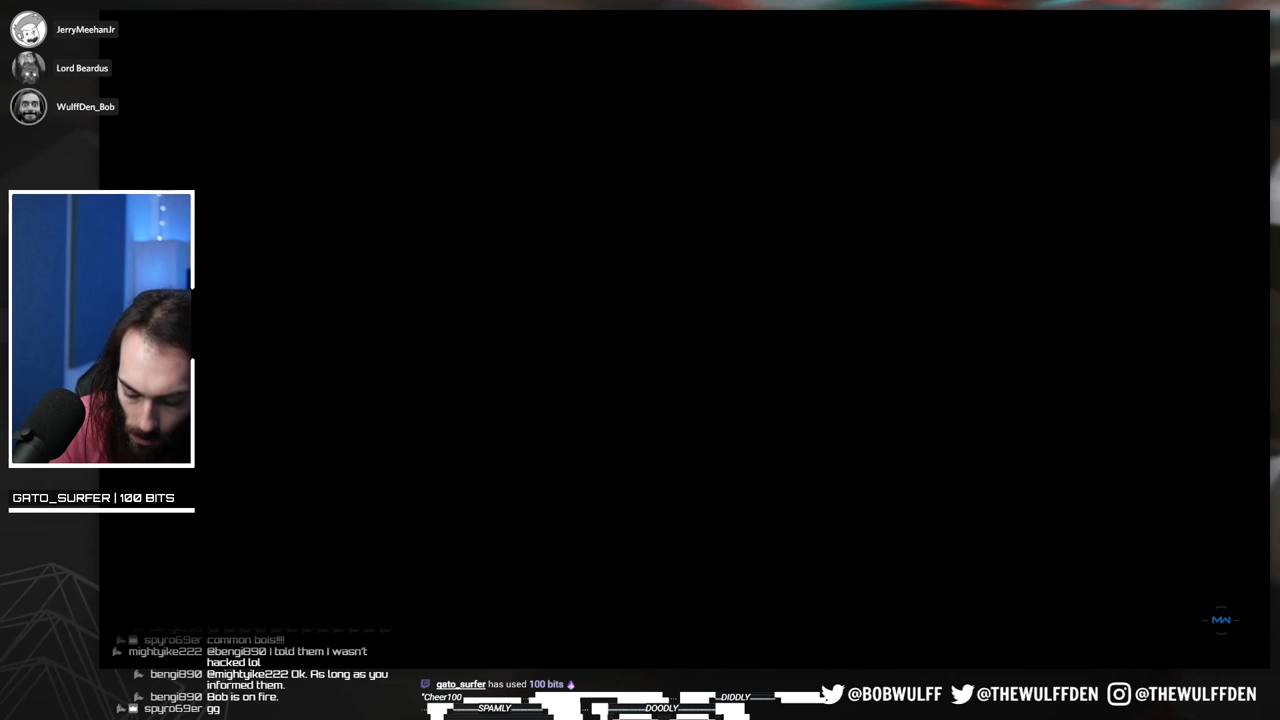 JerryMeehanJr
Lord Beardus
WulffDen_Bob
GATO_SURFER | 100 BITS
spyro69er common bois!!!!
mightyike222 @bengi890 i told them I wasn't
hacked lol
bengi890 @mightyike222 Ok. As long as you
informed them.
bengi890 Bob is on fire.
spyro69er gg
gato_surfer has used 100 bits
"Cheer100
DIDDLY
SPAMLY
DOODLY
@BOBWULFF
@THEWULFFDEN
@THEWULFFDEN
MW